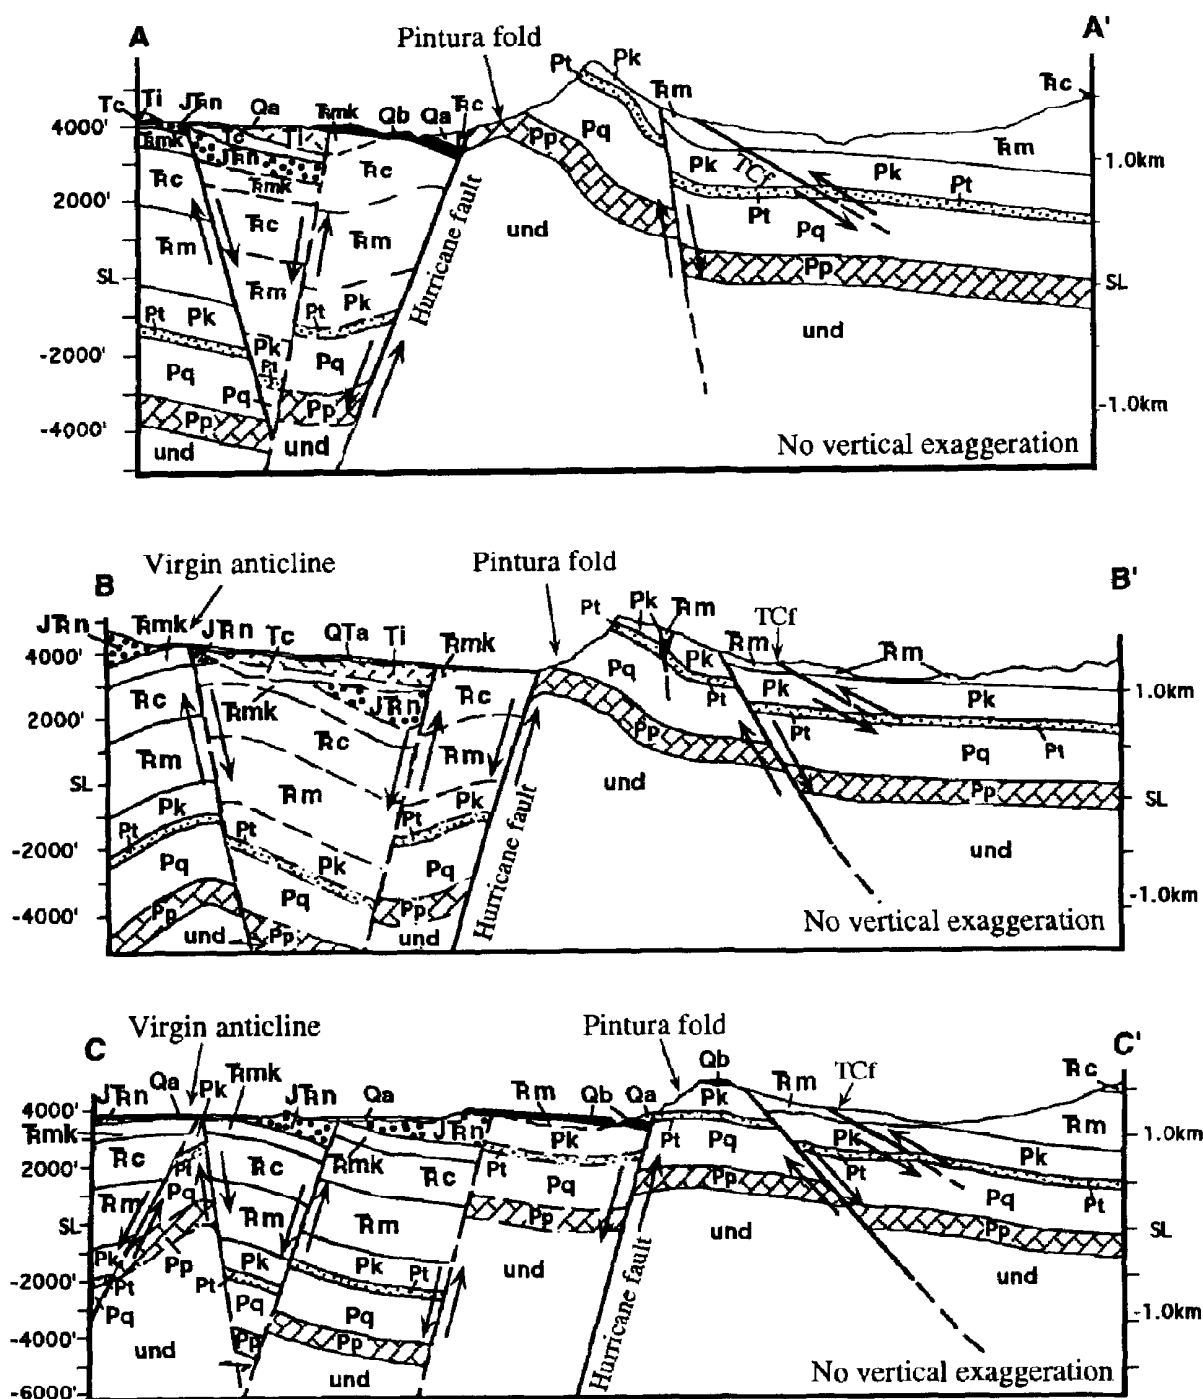 A
A'
Pintura fold
Pt
Pk
Tc
Ti
JTRn
Qa
TRmk
Qb
Qa
TRc
TRm
TRc
4000'
TRmk
Tc
Ti
JTRn
TRmk
TRc
Pp
Pq
TRm
1.0km
TRc
Pk
TCf
Pk
Pt
2000'
TRc
Pt
Pq
TRm
TRm
und
SL
TRm
Pk
Pp
SL
Pt
Pk
Pt
Hurricane fault
und
-2000'
Pk
Pt
Pq
Pq
Pq
Pp
Pp
-1.0km
-4000'
und
und
No vertical exaggeration
Virgin anticline
Pintura fold
B
B'
JTRn
TRmk
JTRn
Tc
QTa
Ti
TRmk
Pt
Pk
TRm
TCf
TRm
TRm
4000'
Pq
Pk
Pk
Pk
1.0km
TRc
TRmk
JTRn
TRc
Pt
2000'
TRc
Pp
Pt
Pq
Pt
TRm
TRm
SL
TRm
und
Pp
SL
Pk
Pk
Pt
Pt
Pt
-2000'
Pq
Pk
Pq
und
Pq
Hurricane fault
-1.0km
-4000'
Pp
Pp
und
Pp
und
No vertical exaggeration
Virgin anticline
Pintura fold
C
C'
JTRn
Qa
Pk
TRmk
JTRn
Qa
TRm
Qb
Qa
Qb
Pk
TRm
TCf
TRc
4000'
TRmk
JTRn
Pk
Pt
Pq
Pk
TRm
1.0km
TRc
Pt
TRc
TRmk
TRc
Pt
Pk
2000'
Pq
Pq
Pp
Pt
Pq
Pt
TRm
TRm
TRm
Pp
SL
und
Pp
SL
Pk
Pp
Pk
und
und
Pt
Pt
Pt
-2000'
Pq
Pq
Pq
Hurricane fault
-1.0km
-4000'
und
Pp
Pp
und
No vertical exaggeration
-6000'